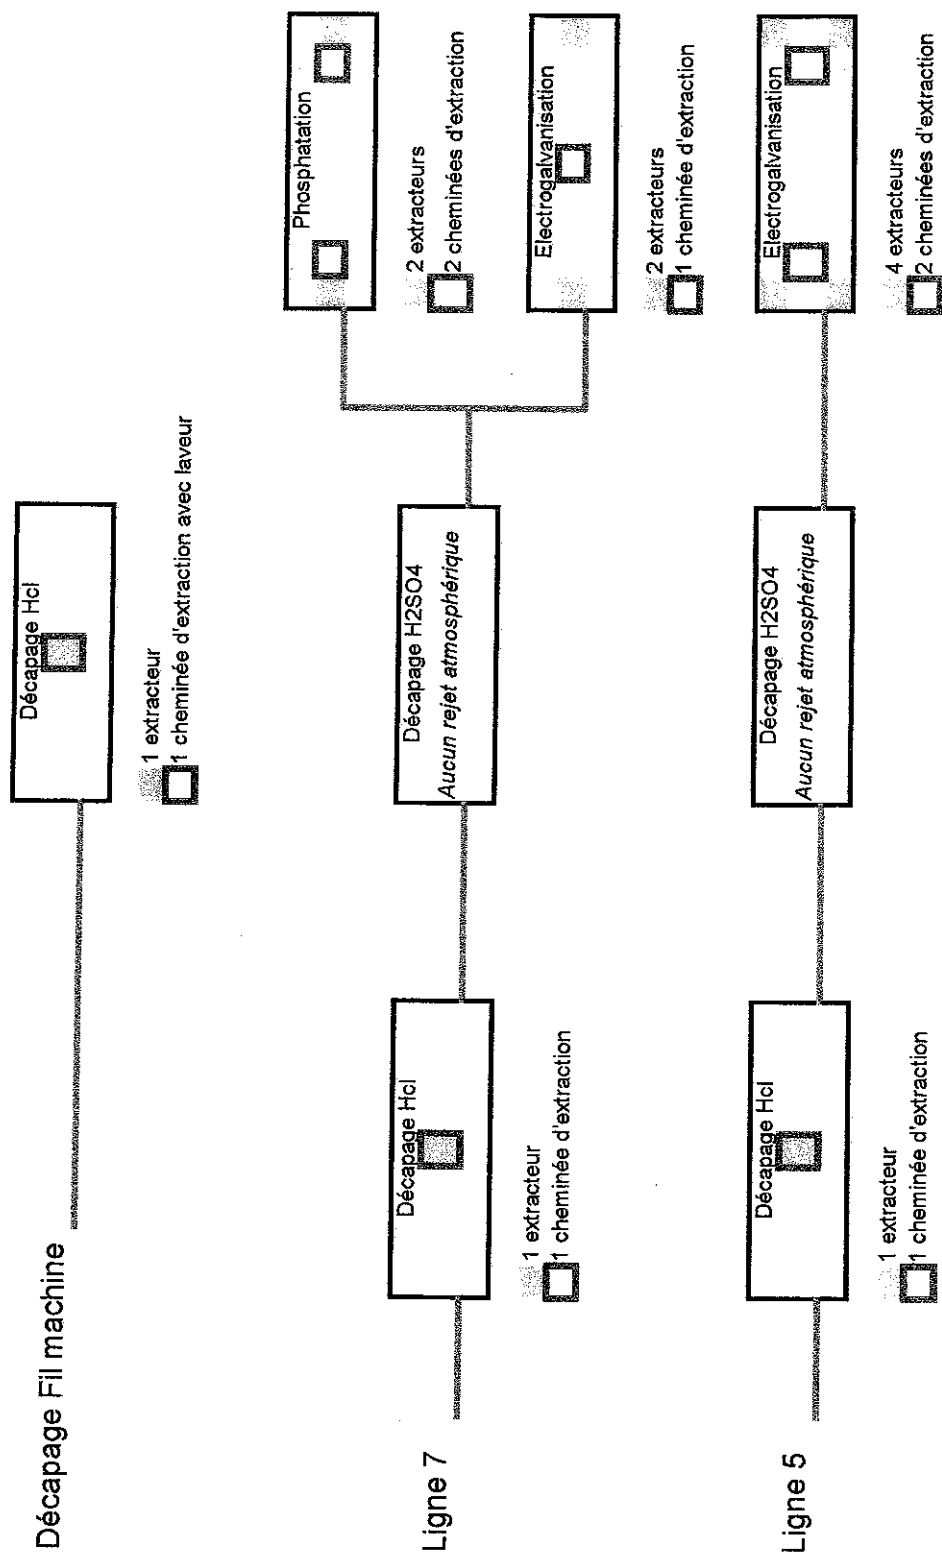 Décapage Fil machine
Décapage Hcl
1 extracteur
1 cheminée d'extraction avec laveur
Ligne 7
Décapage Hcl
1 extracteur
1 cheminée d'extraction
Décapage H2SO4
Aucun rejet atmosphérique
Phosphatation
2 extracteurs
2 cheminées d'extraction
Electrogalvanisation
2 extracteurs
1 cheminée d'extraction
Ligne 5
Décapage Hcl
1 extracteur
1 cheminée d'extraction
Décapage H2SO4
Aucun rejet atmosphérique
Electrogalvanisation
4 extracteurs
2 cheminées d'extraction